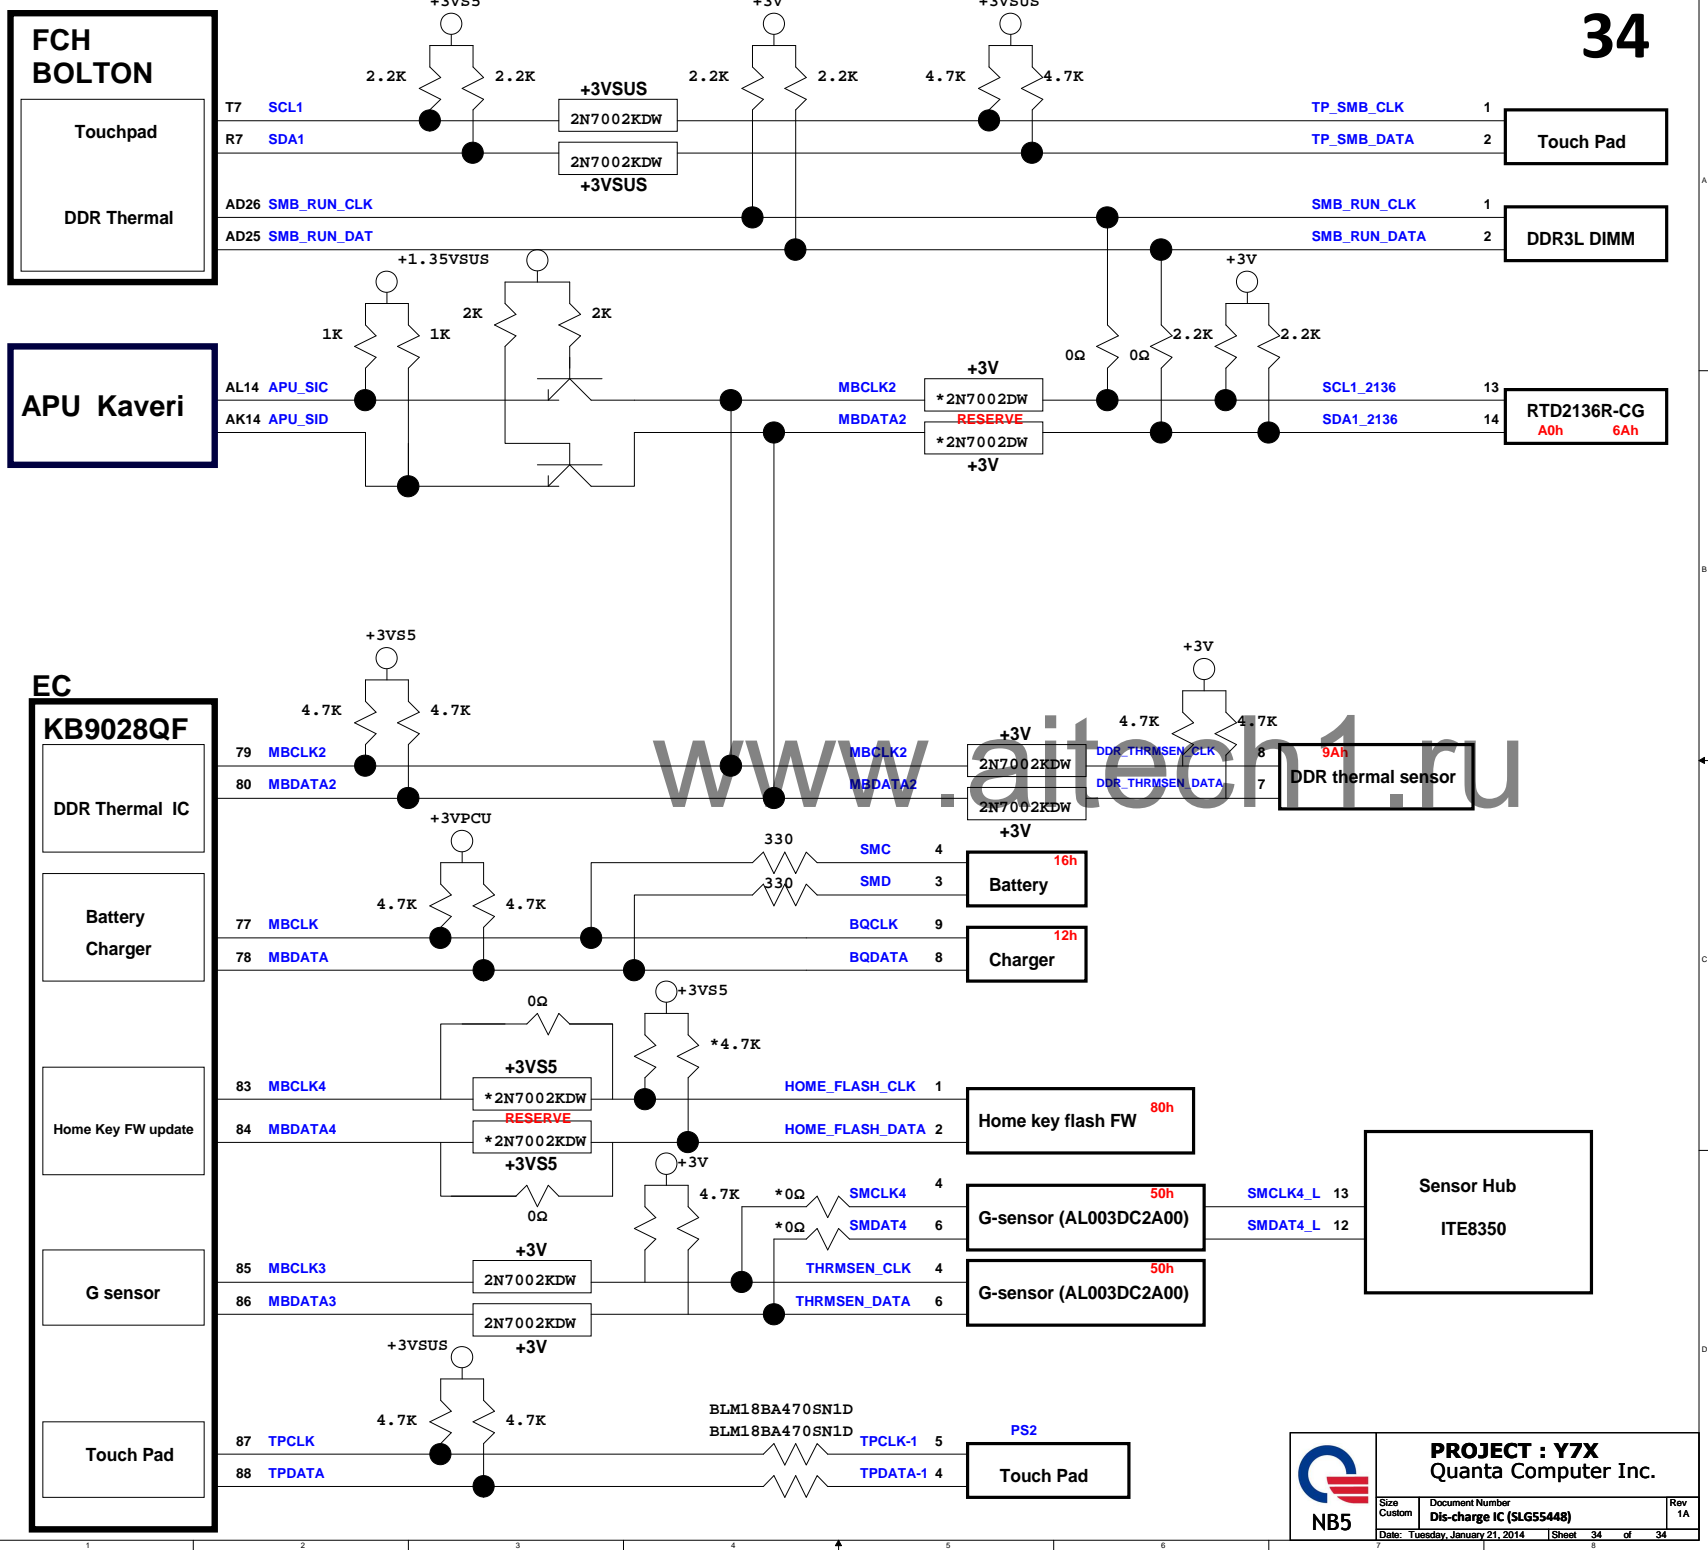 +3VS5
+3V
+3VSUS
34
FCH
BOLTON
2.2K
2.2K
2.2K
2.2K
4.7K
4.7K
+3VSUS
T7 SCL1
2N7002KDW
TP_SMB_CLK 1
Touchpad
R7 SDA1
2N7002KDW
TP_SMB_DATA 2
Touch Pad
+3VSUS
AD26 SMB_RUN_CLK
SMB_RUN_CLK 1
DDR Thermal
AD25 SMB_RUN_DAT
SMB_RUN_DATA 2
DDR3L DIMM
+1.35VSUS
+3V
1K
1K
2K
2K
0Ω
0Ω
2.2K
2.2K
APU Kaveri
AL14 APU_SIC
MBCLK2
+3V
*2N7002DW
SCL1_2136 13
AK14 APU_SID
MBDATA2
RESERVE
*2N7002DW
+3V
SDA1_2136 14
RTD2136R-CG
A0h 6Ah
+3VS5
+3V
EC
KB9028QF
4.7K
4.7K
4.7K
4.7K
79 MBCLK2
MBCLK2
+3V
2N7002KDW
DDR_THRMSEN_CLK 8
9Ah
80 MBDATA2
MBDATA2
2N7002KDW
+3V
DDR_THRMSEN_DATA 7
DDR thermal sensor
DDR Thermal IC
www.aitech1.ru
+3VPCU
330
SMC 4
16h
330
SMD 3
Battery
4.7K
4.7K
Battery
Charger
77 MBCLK
BQCLK 9
12h
78 MBDATA
BQDATA 8
Charger
+3VS5
0Ω
*4.7K
+3VS5
83 MBCLK4
*2N7002KDW
HOME_FLASH_CLK 1
RESERVE
Home Key FW update
84 MBDATA4
*2N7002KDW
HOME_FLASH_DATA 2
Home key flash FW
80h
+3VS5
0Ω
+3V
4.7K
*0Ω
SMCLK4 4
50h
*0Ω
SMDAT4 6
G-sensor (AL003DC2A00)
SMCLK4_L 13
SMDAT4_L 12
Sensor Hub
ITE8350
+3V
85 MBCLK3
2N7002KDW
THRMSEN_CLK 4
50h
G sensor
86 MBDATA3
2N7002KDW
THRMSEN_DATA 6
G-sensor (AL003DC2A00)
+3V
+3VSUS
4.7K
4.7K
BLM18BA470SN1D
BLM18BA470SN1D
87 TPCLK
TPCLK-1 5
PS2
Touch Pad
88 TPDATA
TPDATA-1 4
Touch Pad
NB5
PROJECT : Y7X
Quanta Computer Inc.
Size
Custom
Document Number
Dis-charge IC (SLG55448)
Rev
1A
Date: Tuesday, January 21, 2014
Sheet 34 of 34
A
B
C
D
1 2 3 4 5 6 7 8